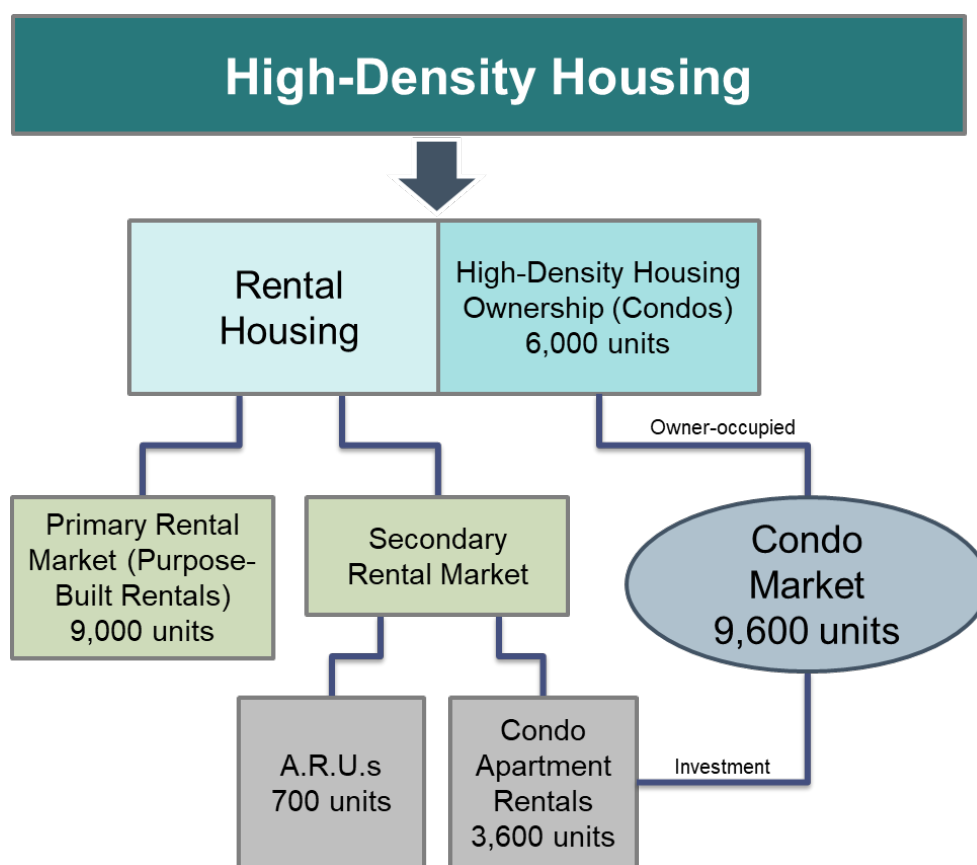 High-Density Housing
Rental
Housing
High-Density Housing
Ownership (Condos)
6,000 units
Owner-occupied
Primary Rental
Market (Purpose-
Built Rentals)
9,000 units
Secondary
Rental Market
Condo
Market
9,600 units
A.R.U.s
700 units
Condo
Apartment
Rentals
3,600 units
Investment